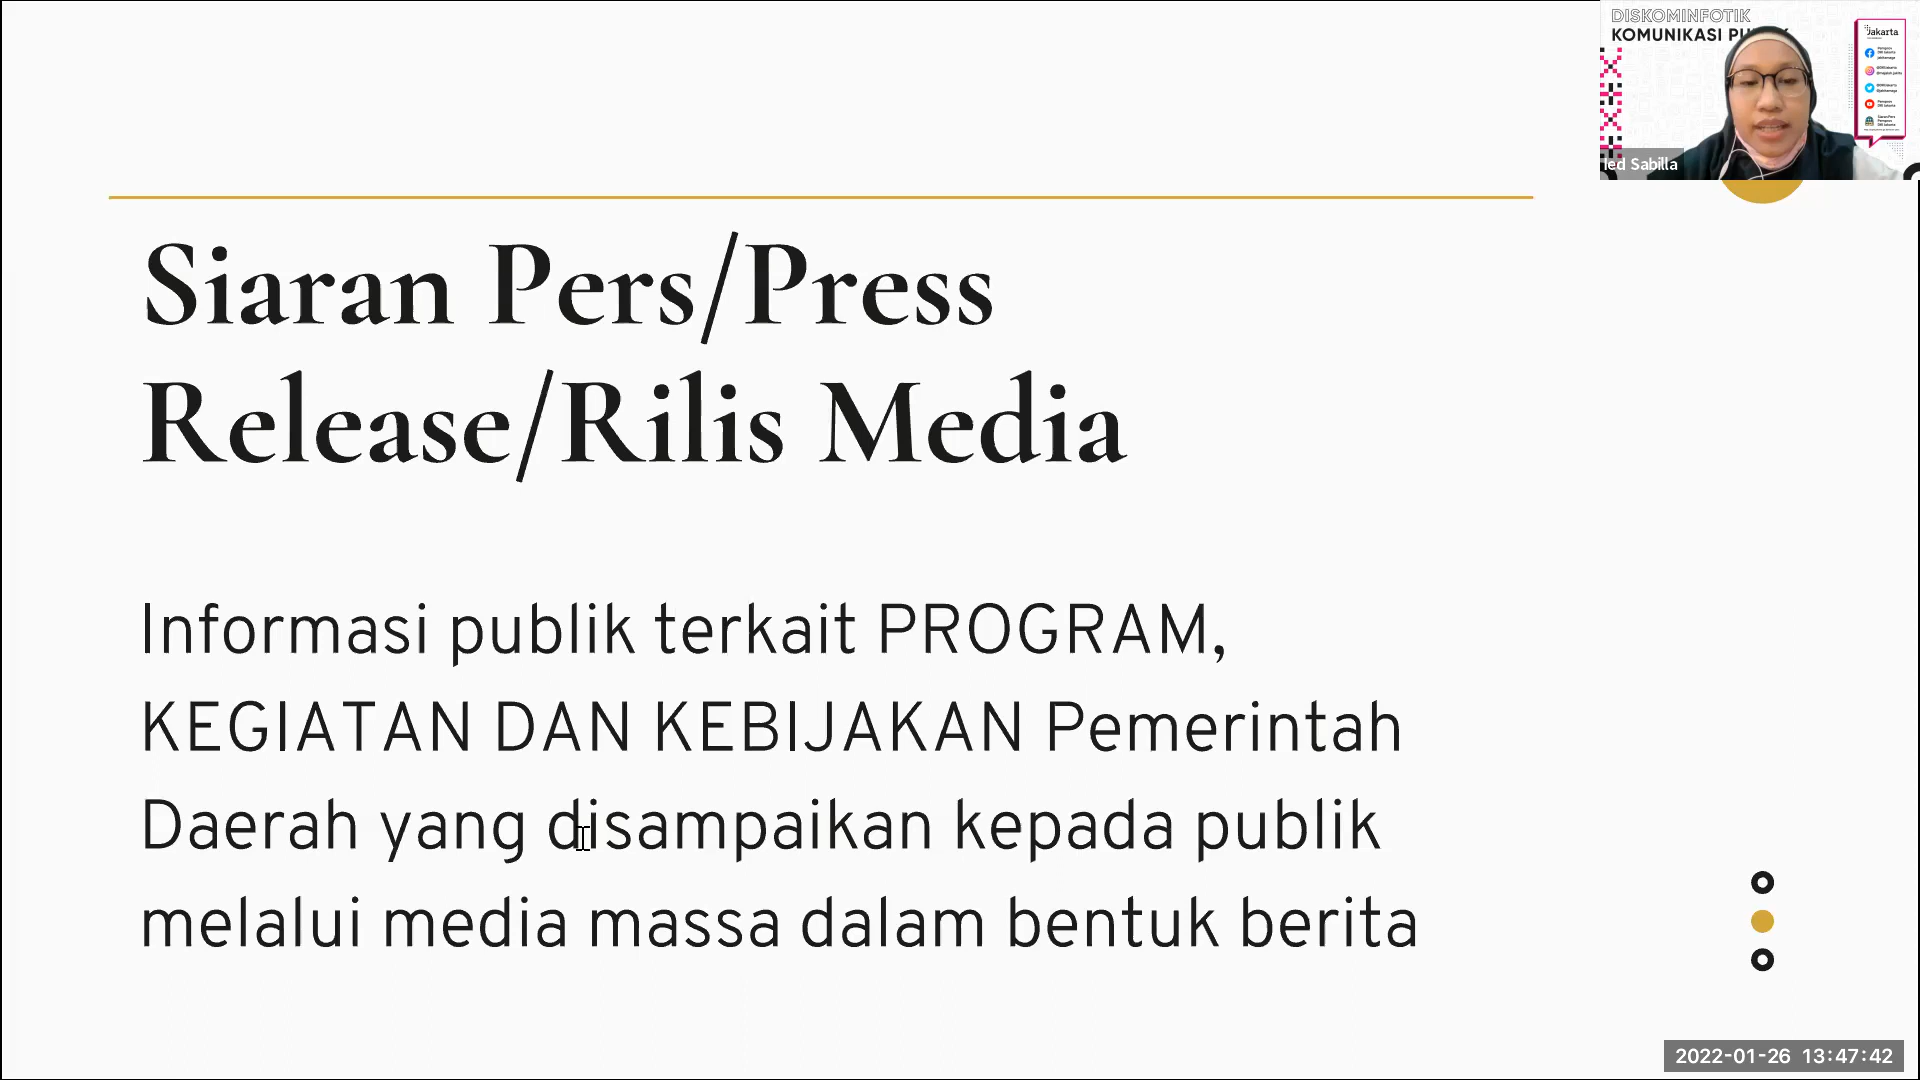 DISKOMINFOTIK
KOMUNIKASI PU
Jakarta
Ied Sabilla
Siaran Pers/Press
Release/Rilis Media
Informasi publik terkait PROGRAM,
KEGIATAN DAN KEBIJAKAN Pemerintah
Daerah yang disampaikan kepada publik
melalui media massa dalam bentuk berita
2022-01-26 13:47:42